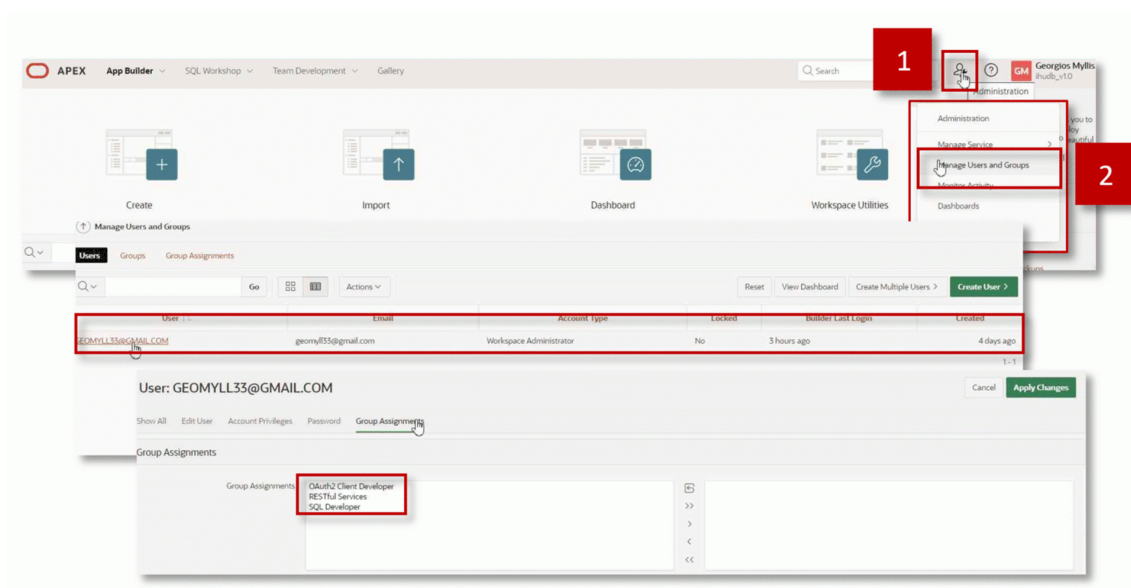 1
APEX App Builder SQL Workshop Team Development Gallery Search GM Georgios Myllis
ihudb_v1.0
Administration
Administration
you to
Manage Service
Manage Users and Groups
2
Monitor Activity
Dashboards
Create Import Dashboard Workspace Utilities
Manage Users and Groups
Users Groups Group Assignments
Go Actions Reset View Dashboard Create Multiple Users > Create User >
User Email Account Type Locked Builder Last Login Created
GEOMYLL33@GMAIL.COM geomyll33@gmail.com Workspace Administrator No 3 hours ago 4 days ago
1 - 1
User: GEOMYLL33@GMAIL.COM Cancel Apply Changes
Show All Edit User Account Privileges Password Group Assignments
Group Assignments
Group Assignments OAuth2 Client Developer
RESTful Services
SQL Developer